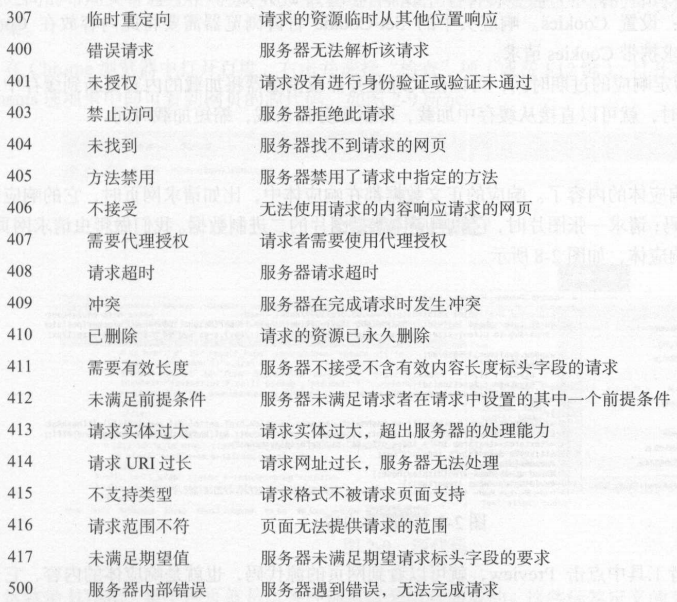 307 临时重定向 请求的资源临时从其他位置响应
400 错误请求 服务器无法解析该请求
401 未授权 请求没有进行身份验证或验证未通过
403 禁止访问 服务器拒绝此请求
404 未找到 服务器找不到请求的网页
405 方法禁用 服务器禁用了请求中指定的方法
406 不接受 无法使用请求的内容响应请求的网页
407 需要代理授权 请求者需要使用代理授权
408 请求超时 服务器请求超时
409 冲突 服务器在完成请求时发生冲突
410 已删除 请求的资源已永久删除
411 需要有效长度 服务器不接受不含有效内容长度标头字段的请求
412 未满足前提条件 服务器未满足请求者在请求中设置的其中一个前提条件
413 请求实体过大 请求实体过大，超出服务器的处理能力
414 请求 URI 过长 请求网址过长，服务器无法处理
415 不支持类型 请求格式不被请求页面支持
416 请求范围不符 页面无法提供请求的范围
417 未满足期望值 服务器未满足期望请求标头字段的要求
500 服务器内部错误 服务器遇到错误，无法完成请求